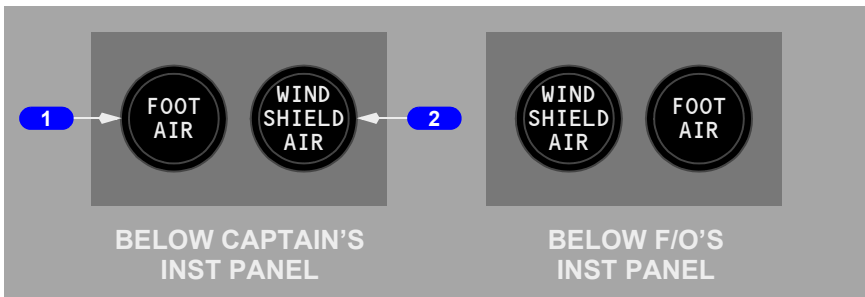 1
FOOT
AIR
WIND
SHIELD
AIR
2
WIND
SHIELD
AIR
FOOT
AIR
BELOW CAPTAIN'S
INST PANEL
BELOW F/O'S
INST PANEL